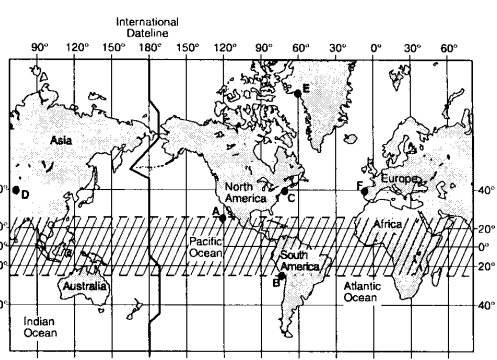 International
Dateline
90° 120° 150° 180° 150° 120° 90° 60° 30° 0° 30° 60°
E
Asia
D
North
America
Europe
F
C
40°
A
Africa
20°
Pacific
Ocean
0°
South
America
20°
B
Australia
Atlantic
Ocean
40°
Indian
Ocean